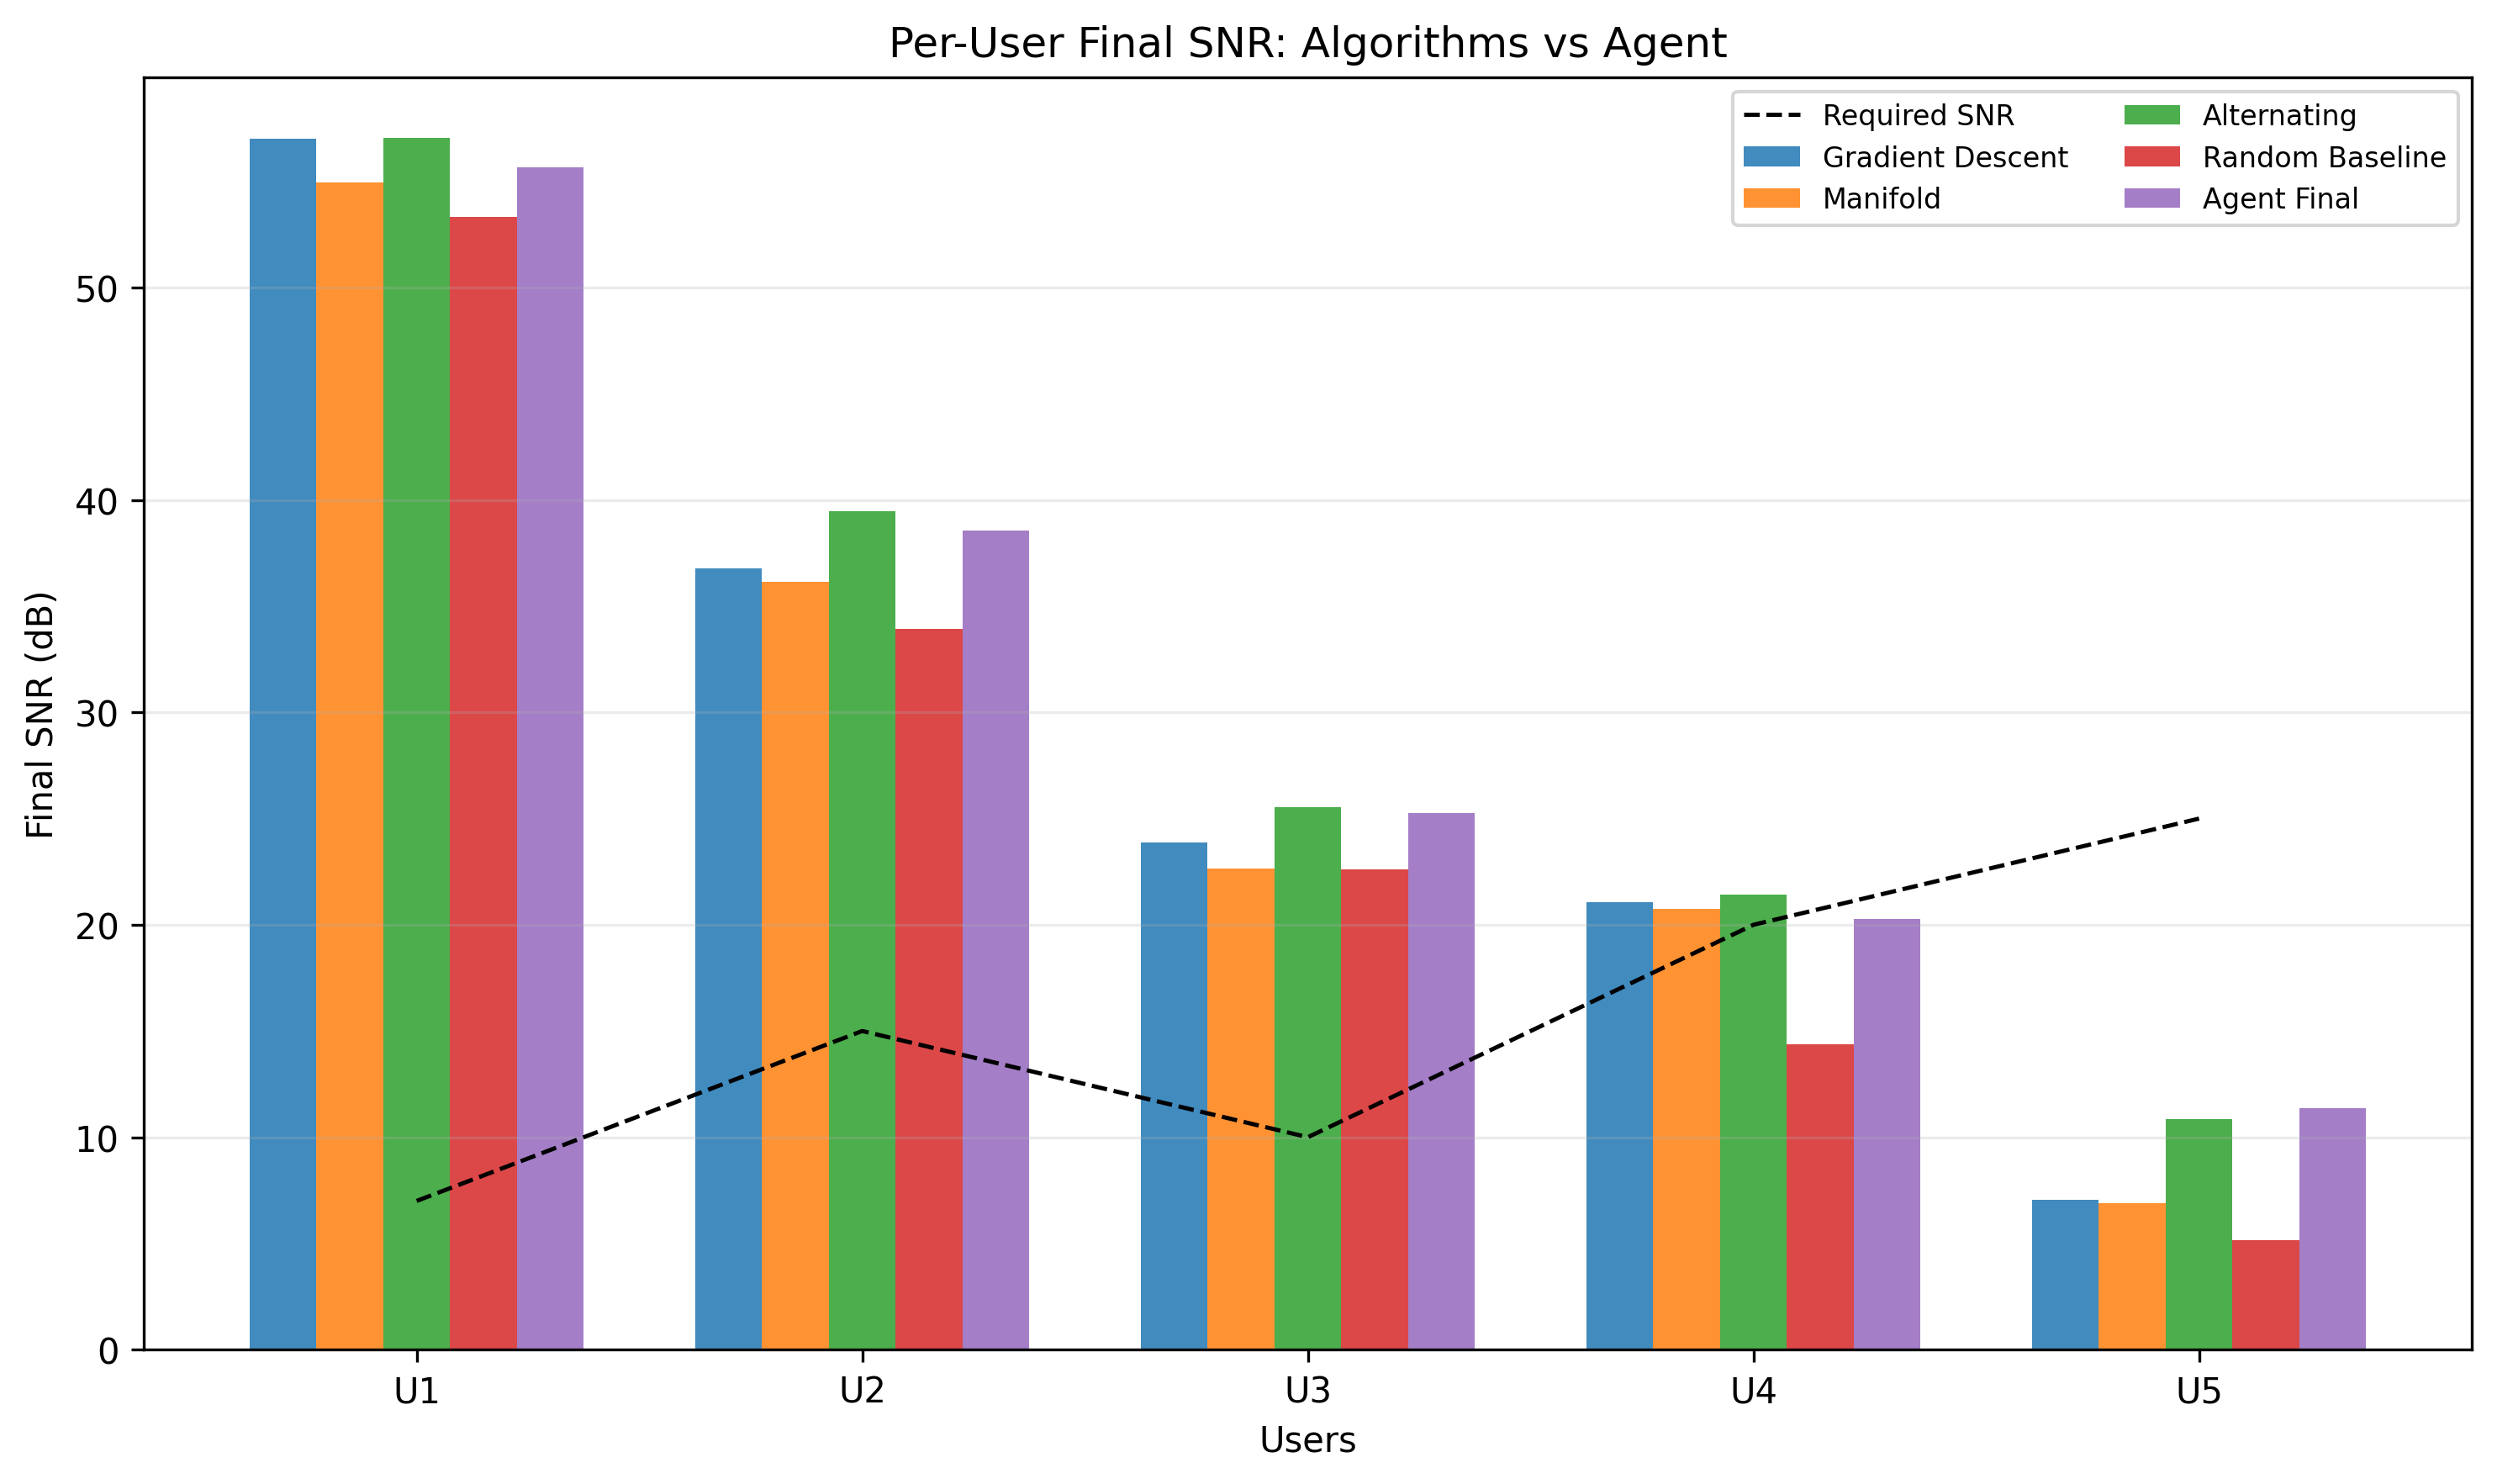 Per-User Final SNR: Algorithms vs Agent
Required SNR
Gradient Descent
Manifold
Alternating
Random Baseline
Agent Final
Final SNR (dB)
50
40
30
20
10
0
U1 U2 U3 U4 U5
Users